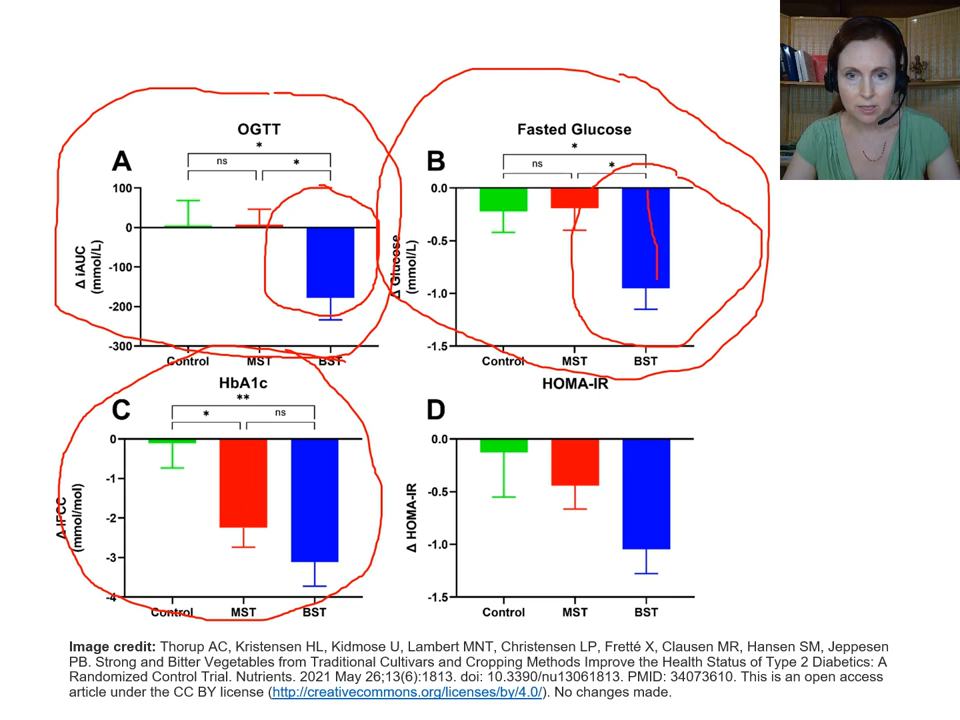 OGTT
A
*
ns
*
100
0
-100
-200
-300
Δ iAUC
(mmol/L)
Control
MST
BST
Fasted Glucose
B
*
ns
*
0.0
-0.5
-1.0
-1.5
Δ Glucose
(mmol/L)
Control
MST
BST
HbA1c
C
**
*
ns
0
-1
-2
-3
-4
Δ IFCC
(mmol/mol)
Control
MST
BST
HOMA-IR
D
0.0
-0.5
-1.0
-1.5
Δ HOMA-IR
Control
MST
BST
Image credit: Thorup AC, Kristensen HL, Kidmose U, Lambert MNT, Christensen LP, Fretté X, Clausen MR, Hansen SM, Jeppesen
PB. Strong and Bitter Vegetables from Traditional Cultivars and Cropping Methods Improve the Health Status of Type 2 Diabetics: A
Randomized Control Trial. Nutrients. 2021 May 26;13(6):1813. doi: 10.3390/nu13061813. PMID: 34073610. This is an open access
article under the CC BY license (http://creativecommons.org/licenses/by/4.0/). No changes made.